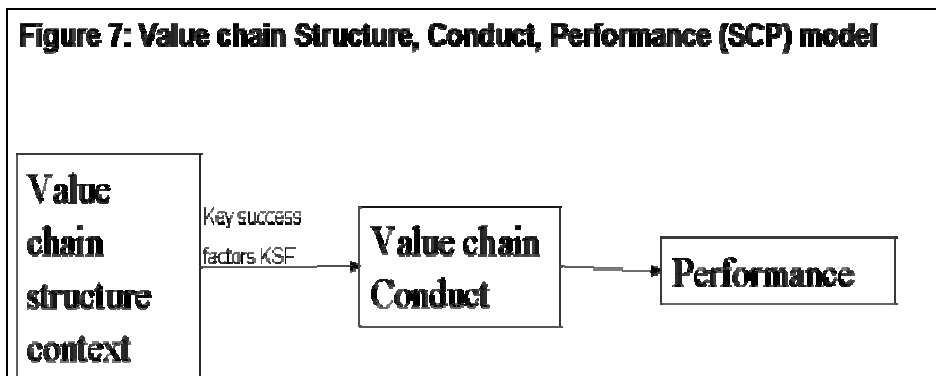 Figure 7: Value chain Structure, Conduct, Performance (SCP) model
Value
chain
structure
context
Key success
factors KSF
Value chain
Conduct
Performance